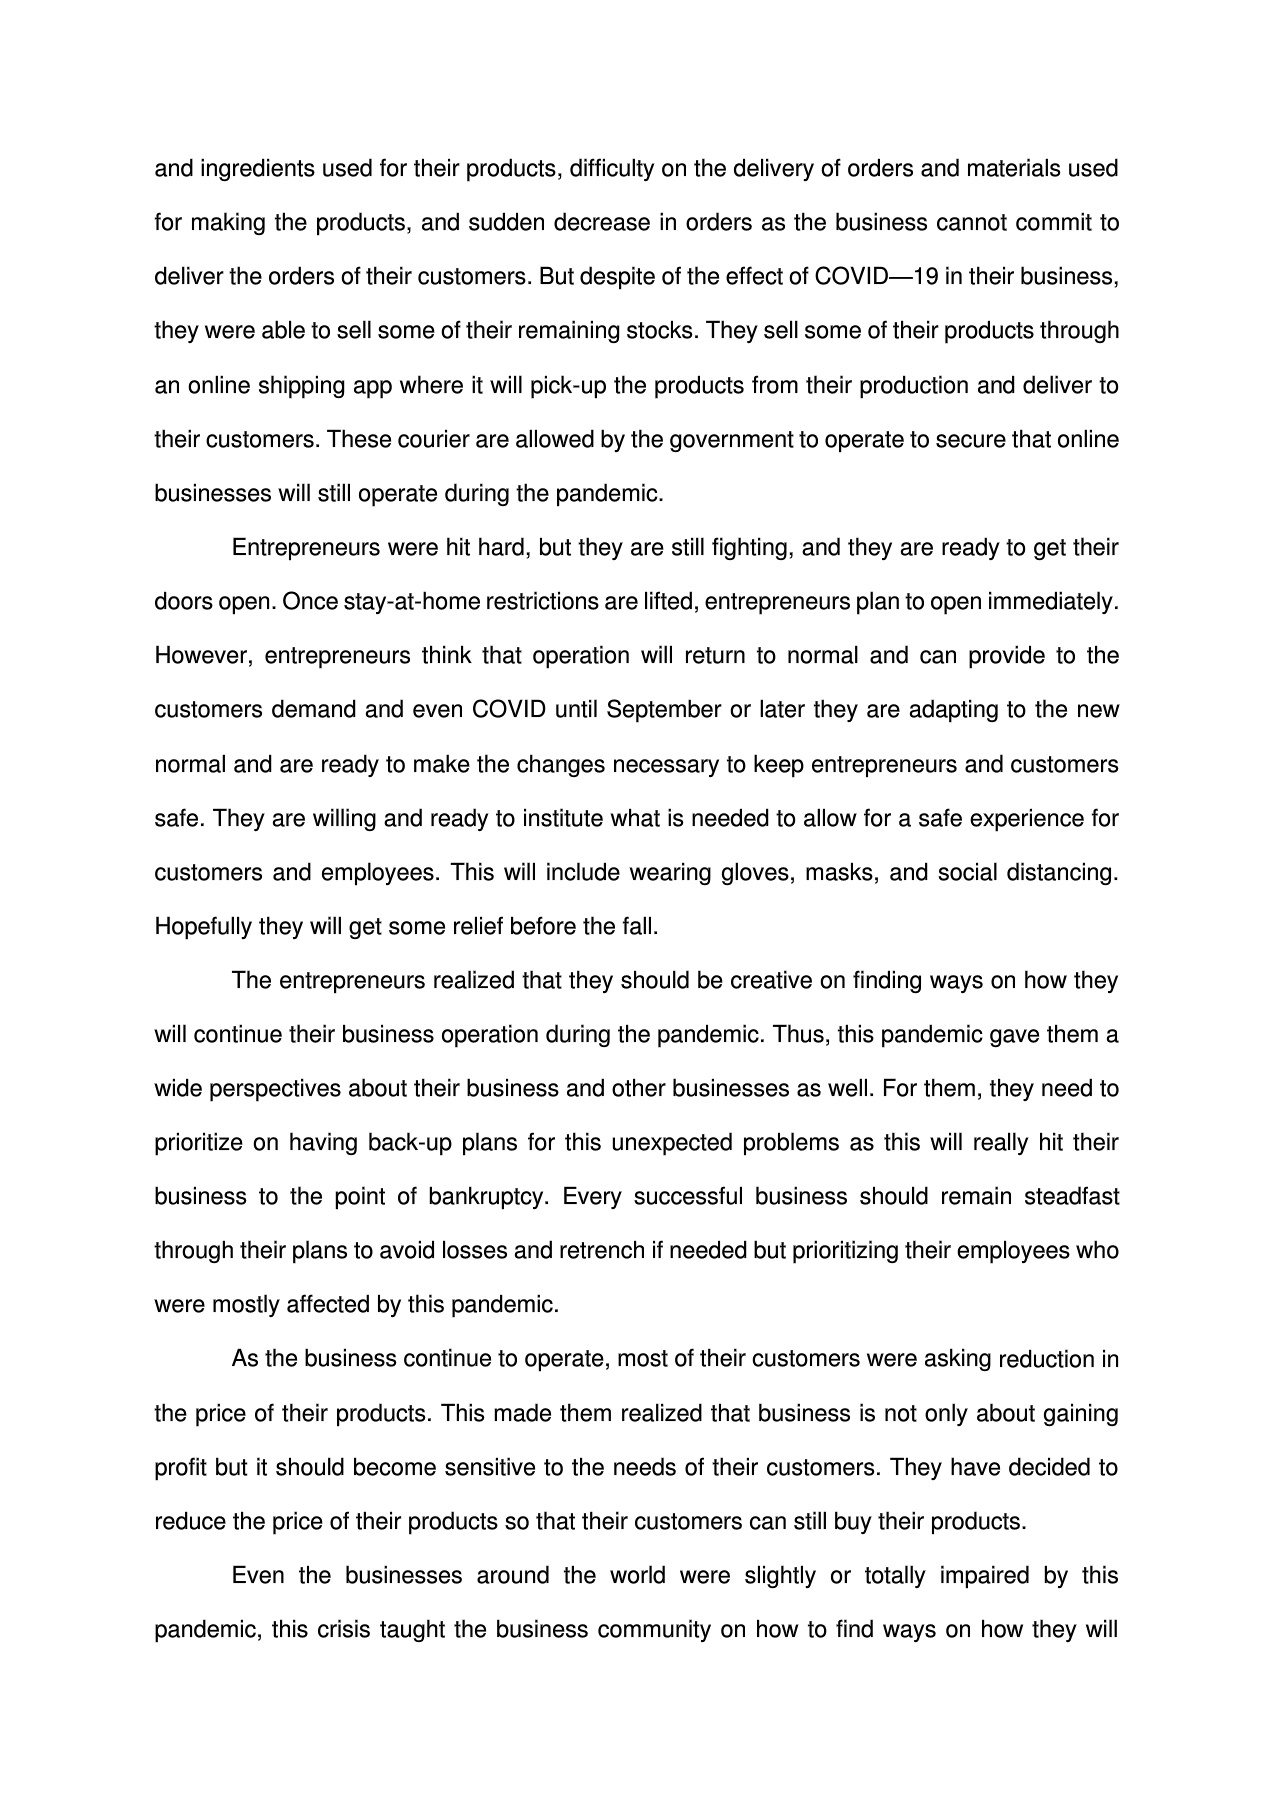 and ingredients used for their products, difficulty on the delivery of orders and materials used
for making the products, and sudden decrease in orders as the business cannot commit to
deliver the orders of their customers. But despite of the effect of COVID—19 in their business,
they were able to sell some of their remaining stocks. They sell some of their products through
an online shipping app where it will pick-up the products from their production and deliver to
their customers. These courier are allowed by the government to operate to secure that online
businesses will still operate during the pandemic.
Entrepreneurs were hit hard, but they are still fighting, and they are ready to get their
doors open. Once stay-at-home restrictions are lifted, entrepreneurs plan to open immediately.
However, entrepreneurs think that operation will return to normal and can provide to the
customers demand and even COVID until September or later they are adapting to the new
normal and are ready to make the changes necessary to keep entrepreneurs and customers
safe. They are willing and ready to institute what is needed to allow for a safe experience for
customers and employees. This will include wearing gloves, masks, and social distancing.
Hopefully they will get some relief before the fall.
The entrepreneurs realized that they should be creative on finding ways on how they
will continue their business operation during the pandemic. Thus, this pandemic gave them a
wide perspectives about their business and other businesses as well. For them, they need to
prioritize on having back-up plans for this unexpected problems as this will really hit their
business to the point of bankruptcy. Every successful business should remain steadfast
through their plans to avoid losses and retrench if needed but prioritizing their employees who
were mostly affected by this pandemic.
As the business continue to operate, most of their customers were asking reduction in
the price of their products. This made them realized that business is not only about gaining
profit but it should become sensitive to the needs of their customers. They have decided to
reduce the price of their products so that their customers can still buy their products.
Even the businesses around the world were slightly or totally impaired by this
pandemic, this crisis taught the business community on how to find ways on how they will